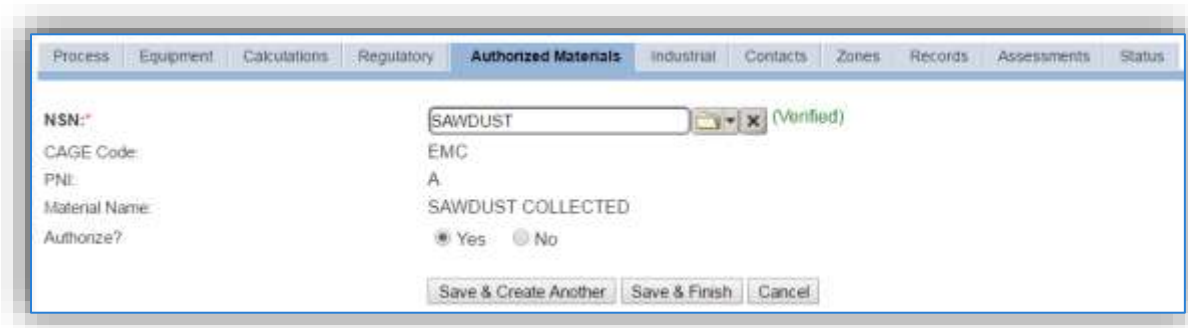 Process Equipment Calculations Regulatory Authorized Materials Industrial Contacts Zones Records Assessments Status
NSN:* SAWDUST (Verified)
CAGE Code: EMC
PNI: A
Material Name: SAWDUST COLLECTED
Authorize? Yes No
Save & Create Another Save & Finish Cancel